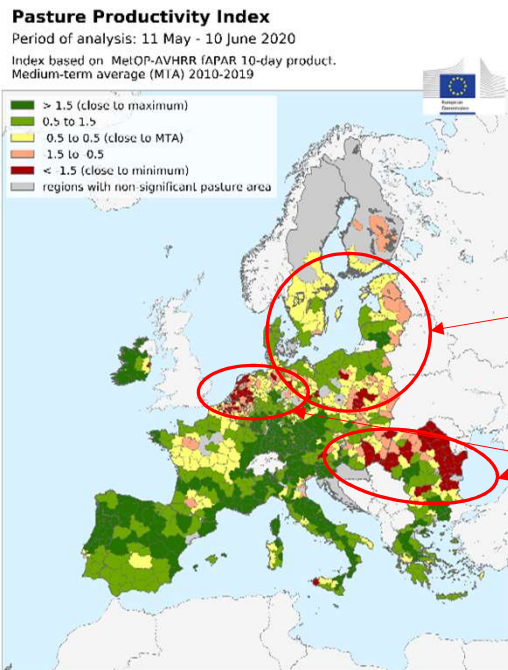 Pasture Productivity Index
Period of analysis: 11 May - 10 June 2020
Index based on MetOP-AVHRR fAPAR 10-day product.
Medium-term average (MTA) 2010-2019
European
Commission
> 1.5 (close to maximum)
0.5 to 1.5
-0.5 to 0.5 (close to MTA)
-1.5 to -0.5
< -1.5 (close to minimum)
regions with non-significant pasture area